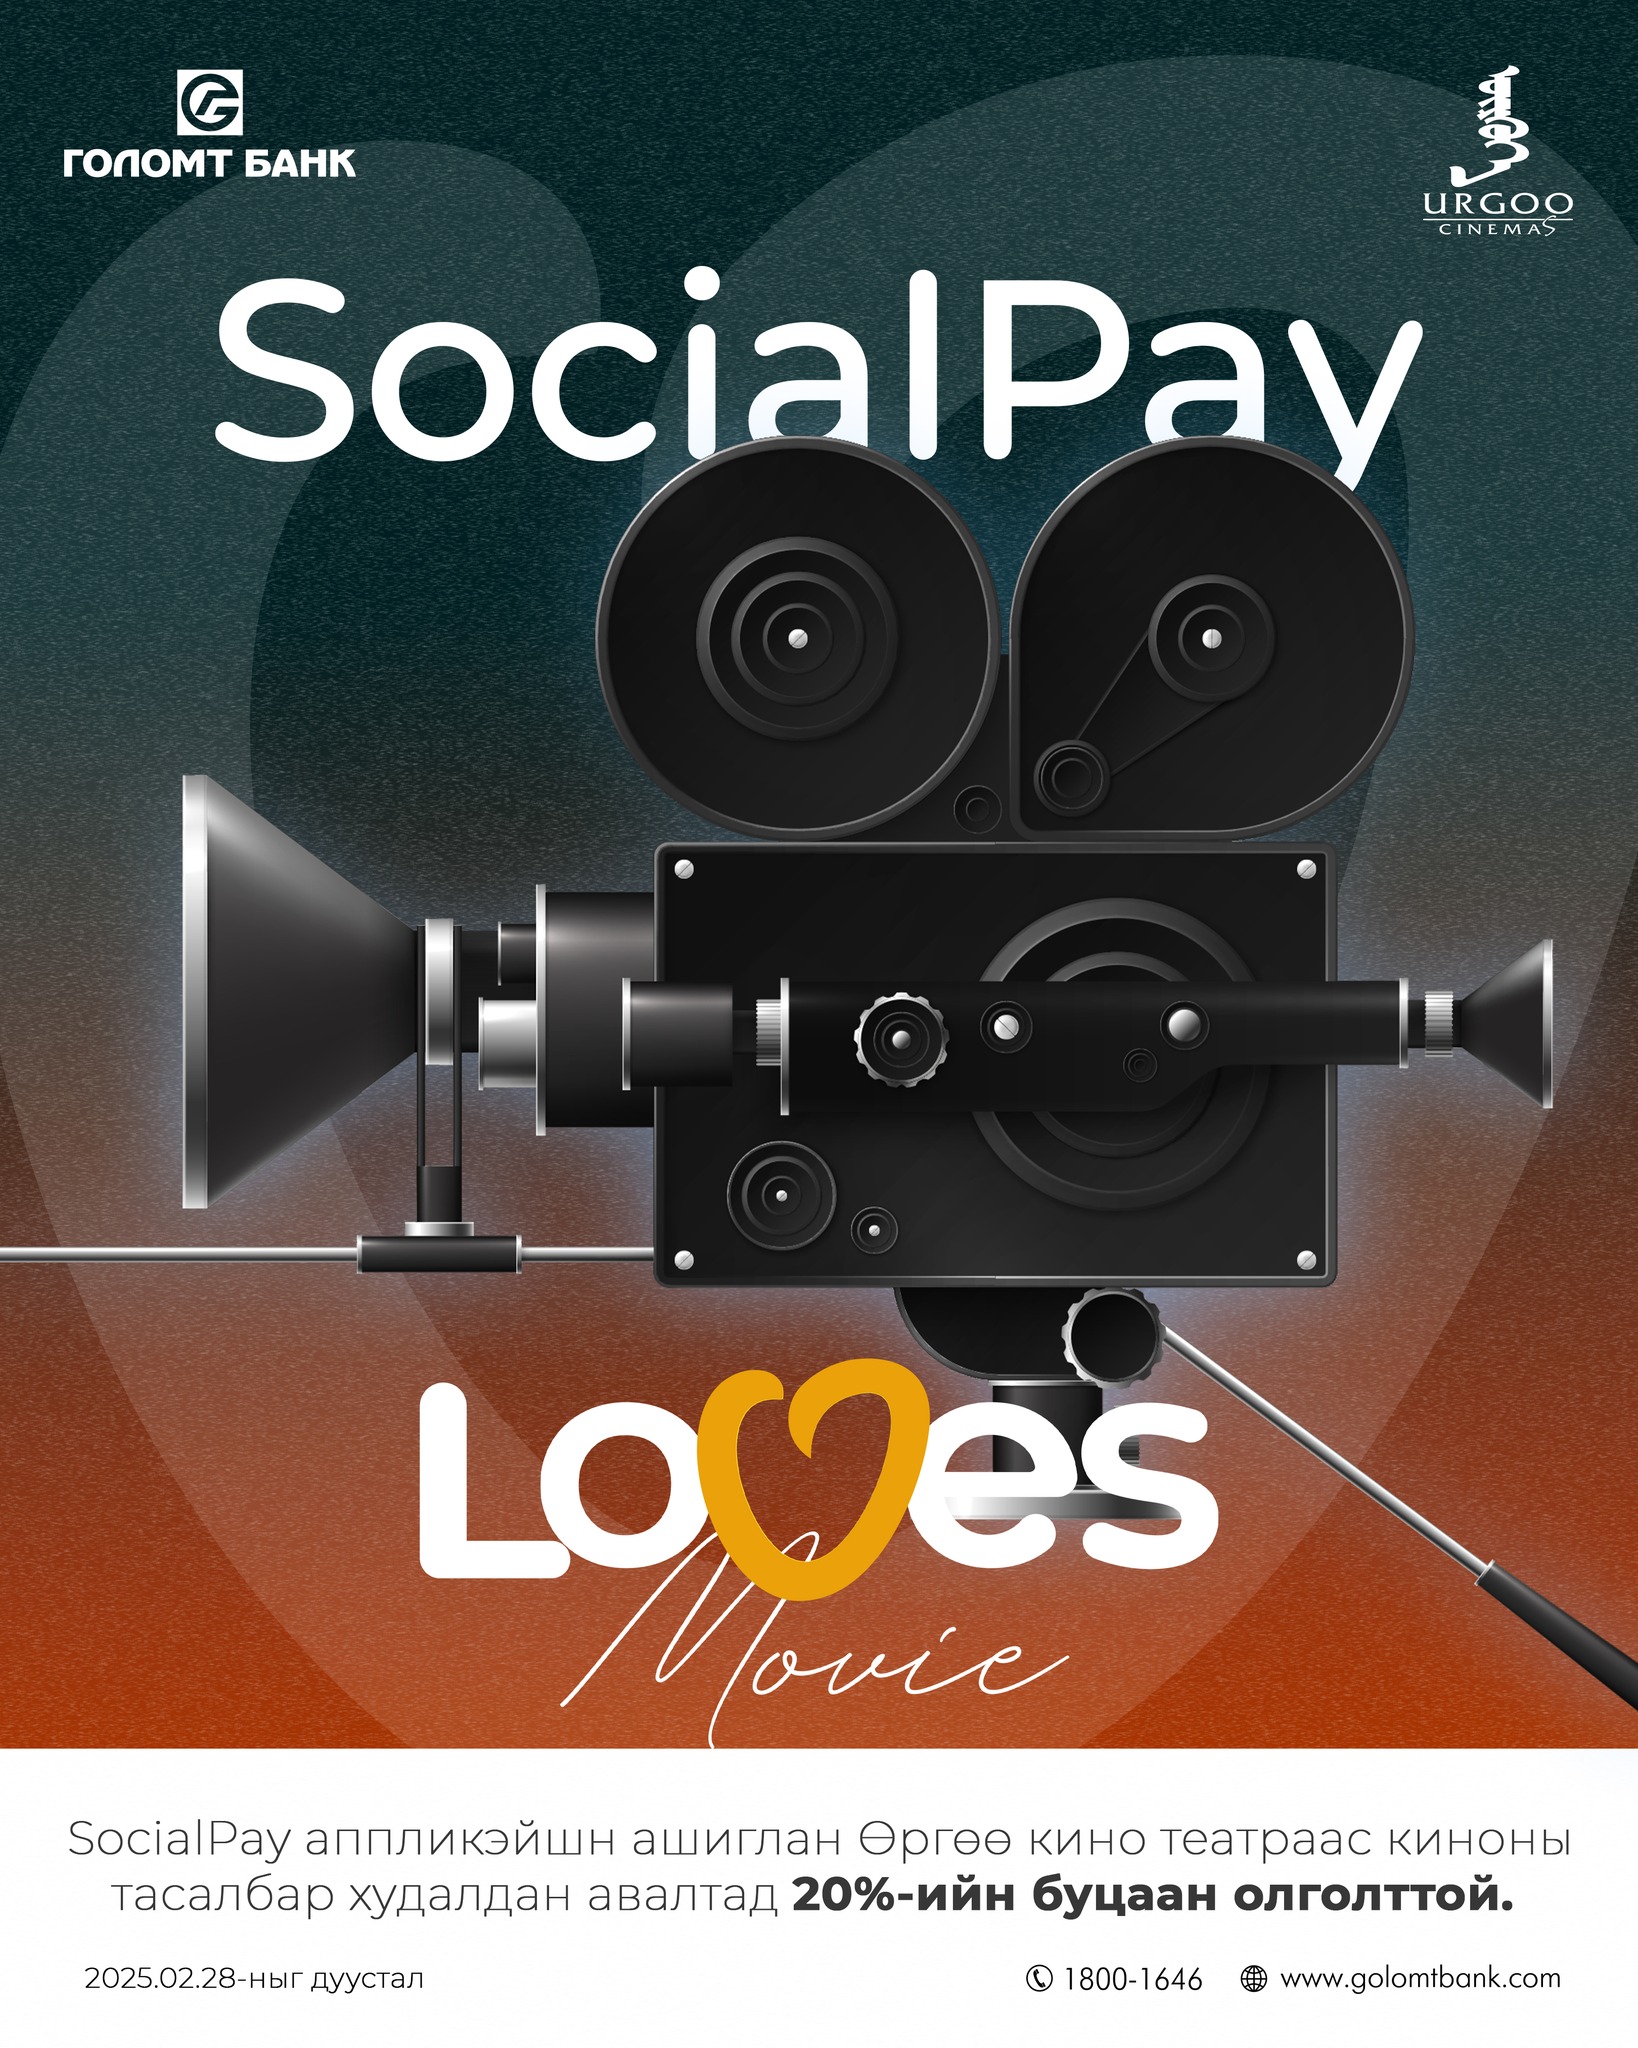 ГОЛОМТ БАНК
URGOO
CINEMAS
SocialPay
Loves
Movie
SocialPay аппликэйшн ашиглан Өргөө кино театраас киноны
тасалбар худалдан авалтад 20%-ийн буцаан олголттой.
2025.02.28-ныг дуустал
1800-1646
www.golomtbank.com